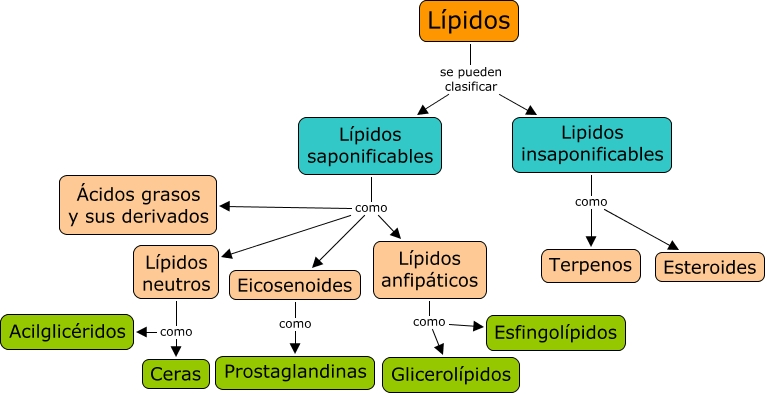 Lípidos
se pueden
clasificar
Lípidos
saponificables
Lipidos
insaponificables
como
como
Ácidos grasos
y sus derivados
Lípidos
neutros
Eicosenoides
Lípidos
anfipáticos
Terpenos
Esteroides
como
como
como
Acilglicéridos
Ceras
Prostaglandinas
Glicerolípidos
Esfingolípidos